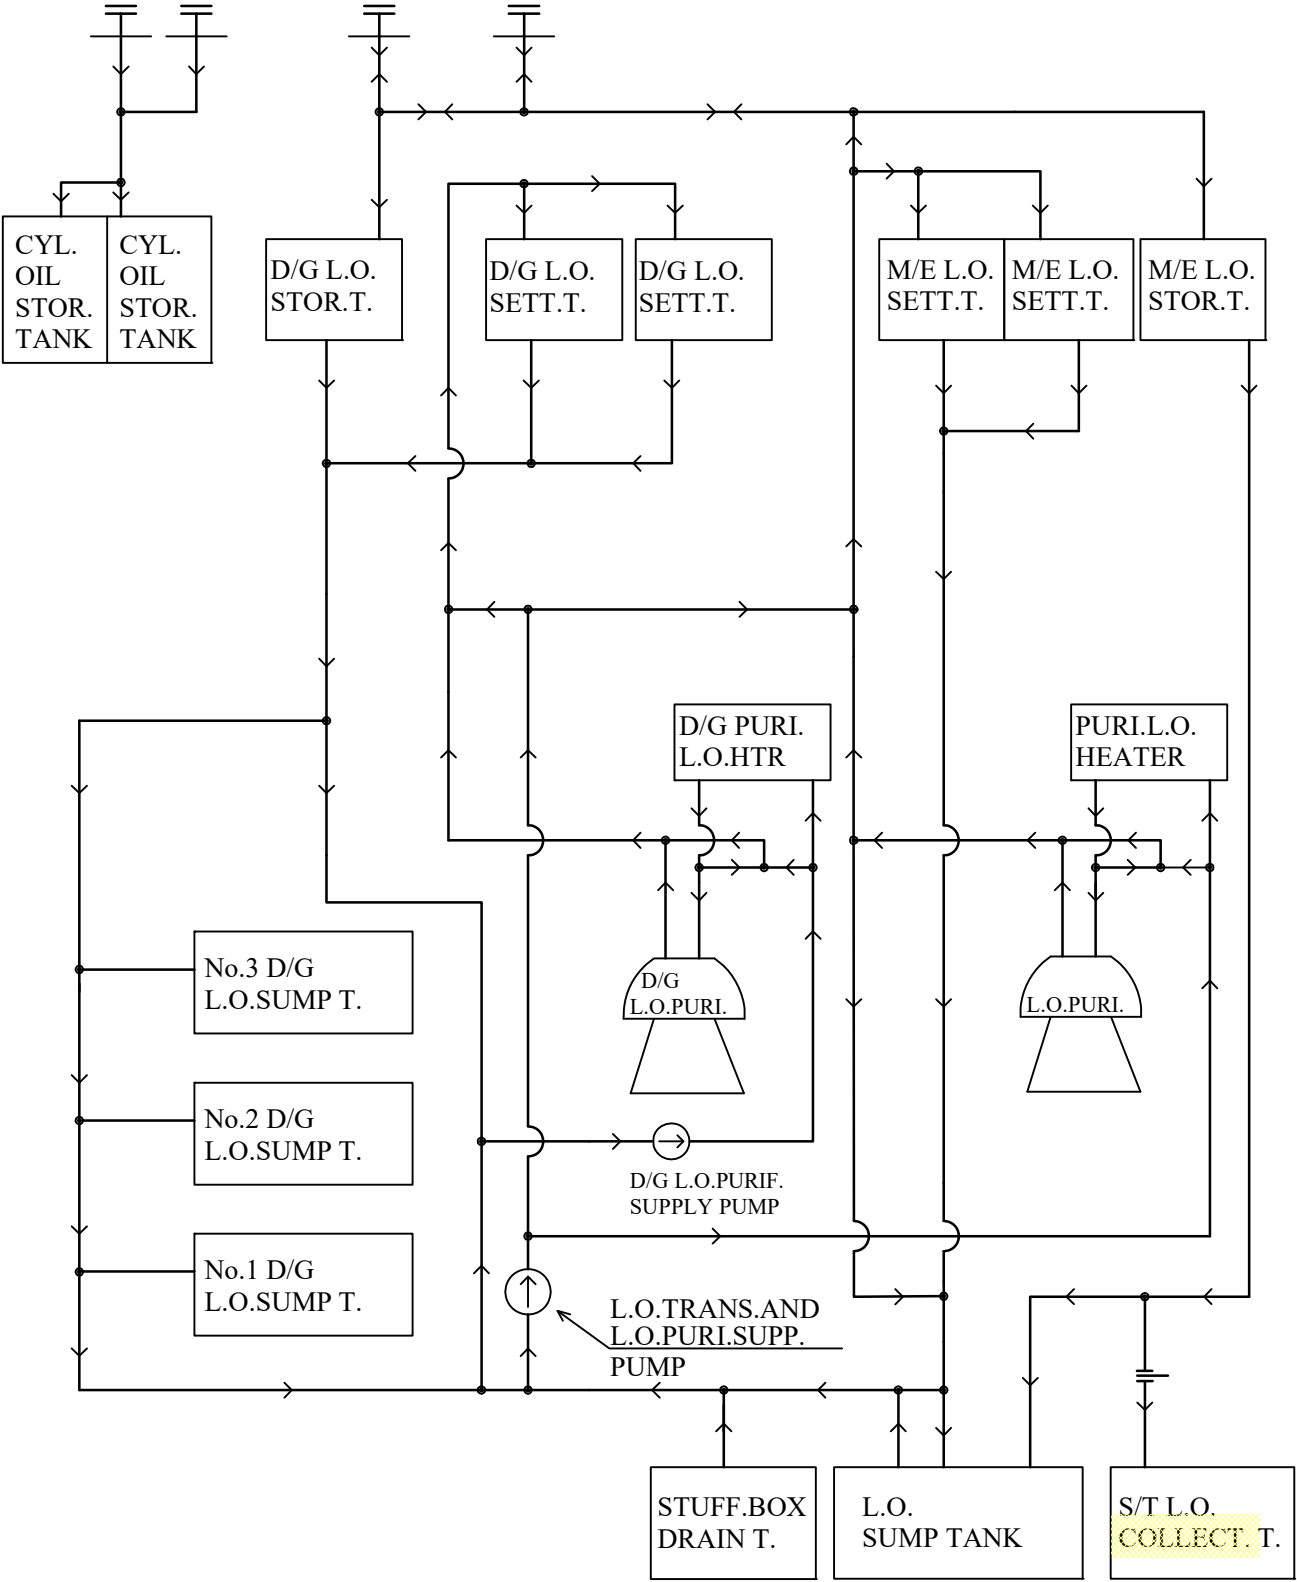 CYL.
OIL
STOR.
TANK
CYL.
OIL
STOR.
TANK
D/G L.O.
STOR.T.
D/G L.O.
SETT.T.
D/G L.O.
SETT.T.
M/E L.O.
SETT.T.
M/E L.O.
SETT.T.
M/E L.O.
STOR.T.
D/G PURI.
L.O.HTR
PURI.L.O.
HEATER
No.3 D/G
L.O.SUMP T.
D/G
L.O.PURI.
L.O.PURI.
No.2 D/G
L.O.SUMP T.
D/G L.O.PURIF.
SUPPLY PUMP
No.1 D/G
L.O.SUMP T.
L.O.TRANS.AND
L.O.PURI.SUPP.
PUMP
STUFF.BOX
DRAIN T.
L.O.
SUMP TANK
S/T L.O.
COLLECT. T.